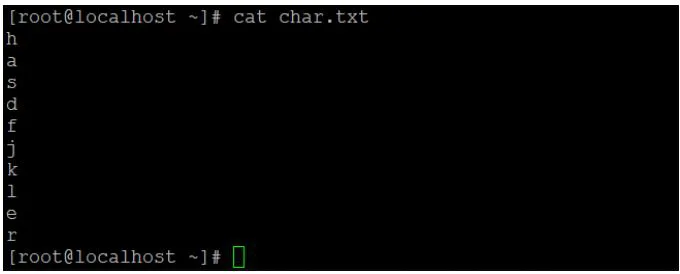 [root@localhost ~]# cat char.txt
h
a
s
d
f
j
k
l
e
r
[root@localhost ~]#